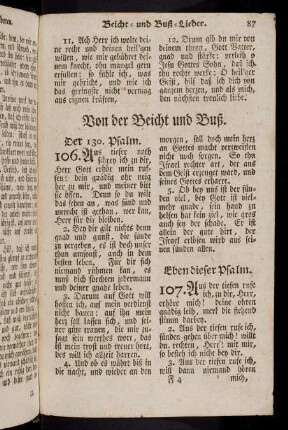 Beicht- und Buß-Lieder. 87
11. Ach Herr ich wolte dei-
ne recht und deinen heil'gen
willen, wie mir gebühret dei-
nem knecht, ohn mangel gern
erfüllen: so fühle ich, was
mir gebricht, und wie ich
das geringste nicht vermag
aus eignen kräften,
12. Drum gib du mir von
deinem thron, Gott Vater,
gnad und stärke: verleih o
JEsu Gottes Sohn, daß ich
thu rechte werk: O heil'ger
Geist, hilf daß ich dich von
ganzem herzen, und als mich,
den nächsten treulich liebe.
Von der Beicht und Buß.
Der 130. Psalm.
106. Aus tiefer noth
schrey ich zu dir,
Herr Gott erhör mein ru-
fen: dein gnädig ohr neig
her zu mir, und meiner bitt
sie öffen. Denn so du wilt
das sehen an, was sünd und
unrecht ist gethan, wer kan,
Herr für dir bleiben.
2. Bey dir gilt nichts denn
gnad und gunst, die sünde
zu vergeben, es ist doch unser
thun umsonst, auch in dem
besten leben. Für dir sich
niemand rühmen kan, es
muß dich fürchten jedermann,
und deiner gnaden leben.
3. Darum auf Gott will
hoffen ich, auf mein verdienst
nicht bauen: auf ihn mein
herz soll lassen sich, und sei-
ner güte trauen, die mir zu-
sagt sein werthes wort, das
ist mein trost und treuer hort,
des will ich allzeit harren.
4. Und ob es währt biß in
die nacht, und wieder an den
morgen, soll doch mein herz
an Gottes macht verzweifeln
nicht noch sorgen. So thu
Israel rechter art, der aus
dem Geist erzeuget ward, und
seines Gottes erharre.
5. Ob bey uns ist der sün-
den viel, bey Gott ist viel-
mehr gnade, sein hand zu
helfen hat kein ziel, wie groß
auch sey der schade. Er ist
allein der gute hirt, der
Israel erlösen wird aus sei-
nen sünden allen.
Eben dieser Psalm.
107. Aus der tiefen rufe
ich, zu dir, Herr,
erhöre mich! deine ohren
gnädig leih, merk die flehend
stimm darbey.
2. Aus der tiefen rufe ich,
sünden gehen über mich! willt
du rechten, Herr! mit mir,
so besteh ich nicht bey dir.
3. Aus der tiefen rufe ich,
wirst dann niemand hören
F 4 mich,